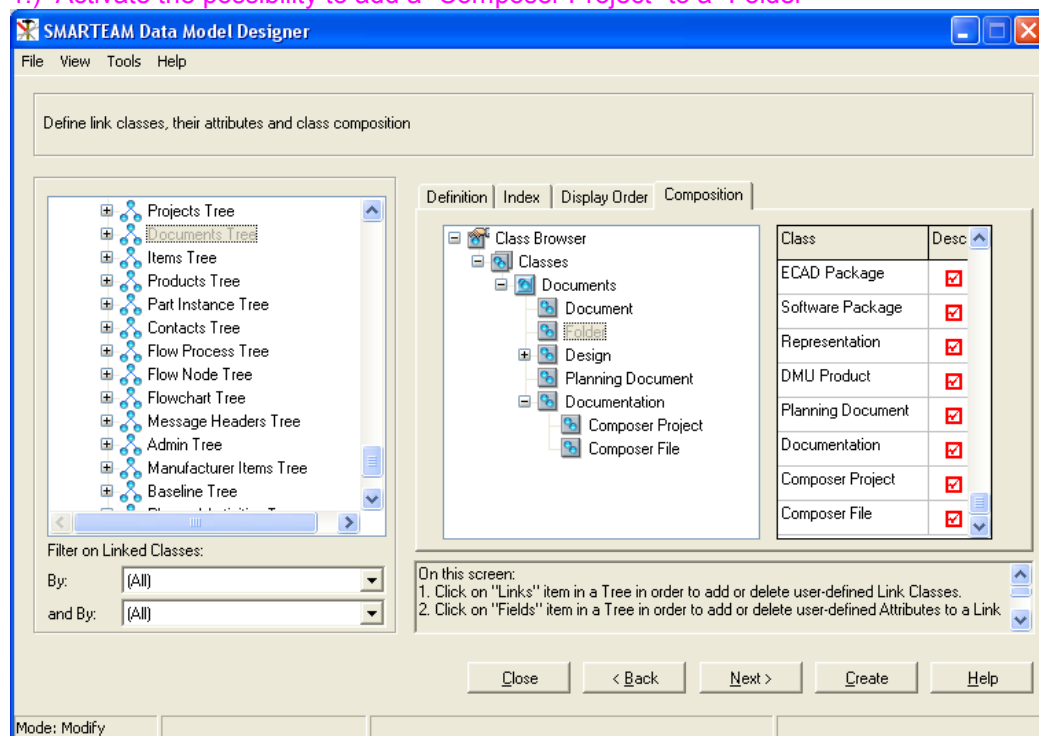 1.) Activate the possibility to add a "Composer Project" to a "Folder"
SMARTEAM Data Model Designer
File View Tools Help
Define link classes, their attributes and class composition
Projects Tree
Documents Tree
Items Tree
Products Tree
Part Instance Tree
Contacts Tree
Flow Process Tree
Flow Node Tree
Flowchart Tree
Message Headers Tree
Admin Tree
Manufacturer Items Tree
Baseline Tree
Filter on Linked Classes:
By: (All)
and By: (All)
Definition Index Display Order Composition
Class Browser
Classes
Documents
Document
Folder
Design
Planning Document
Documentation
Composer Project
Composer File
Class Desc
ECAD Package
Software Package
Representation
DMU Product
Planning Document
Documentation
Composer Project
Composer File
On this screen:
1. Click on "Links" item in a Tree in order to add or delete user-defined Link Classes.
2. Click on "Fields" item in a Tree in order to add or delete user-defined Attributes to a Link
Close < Back Next > Create Help
Mode: Modify